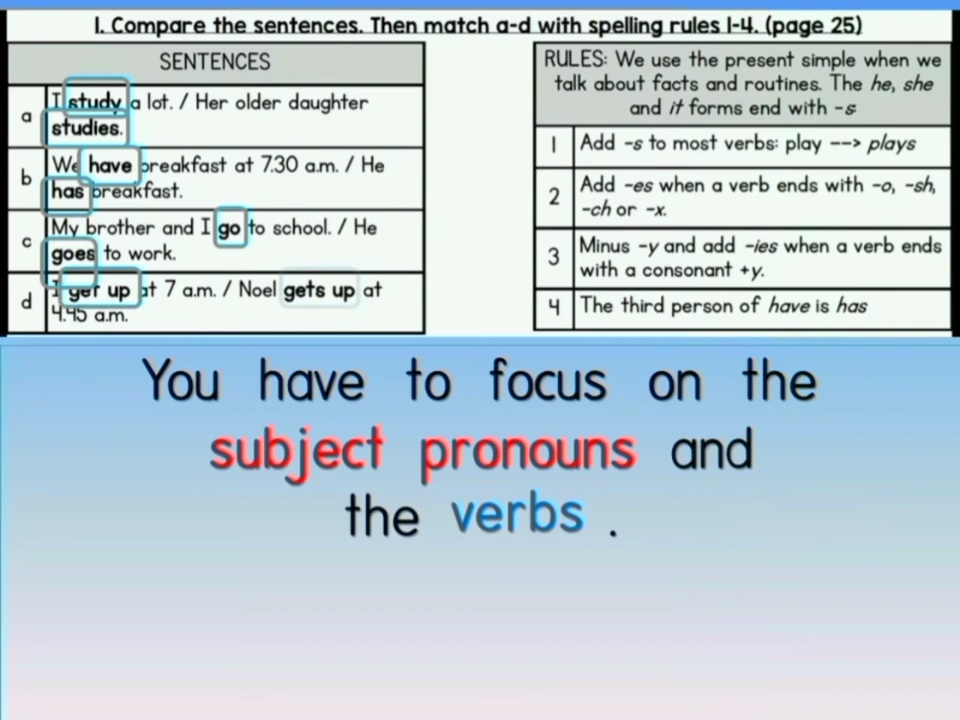 1. Compare the sentences. Then match a-d with spelling rules 1-4. (page 25)
SENTENCES
a
I study a lot. / Her older daughter
studies.
b
We have breakfast at 7.30 a.m. / He
has breakfast.
c
My brother and I go to school. / He
goes to work.
d
I get up at 7 a.m. / Noel gets up at
4.45 a.m.
RULES: We use the present simple when we
talk about facts and routines. The he, she
and it forms end with -s
1
Add -s to most verbs: play --> plays
2
Add -es when a verb ends with -o, -sh,
-ch or -x.
3
Minus -y and add -ies when a verb ends
with a consonant +y.
4
The third person of have is has
You have to focus on the
subject pronouns and
the verbs .